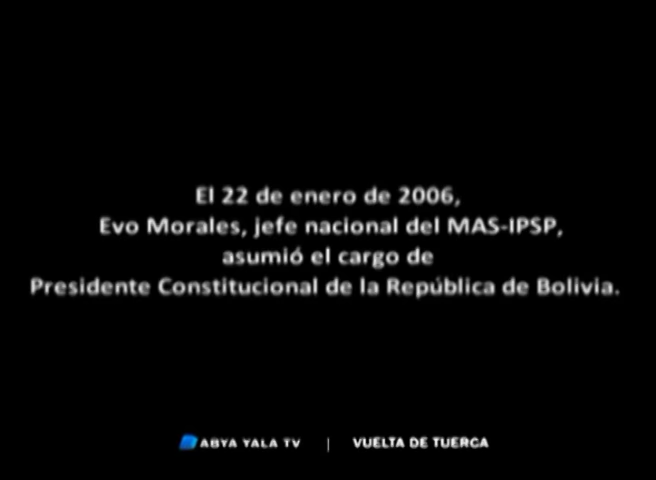 El 22 de enero de 2006,
Evo Morales, jefe nacional del MAS-IPSP,
asumió el cargo de
Presidente Constitucional de la República de Bolivia.
ABYA YALA TV | VUELTA DE TUERCA